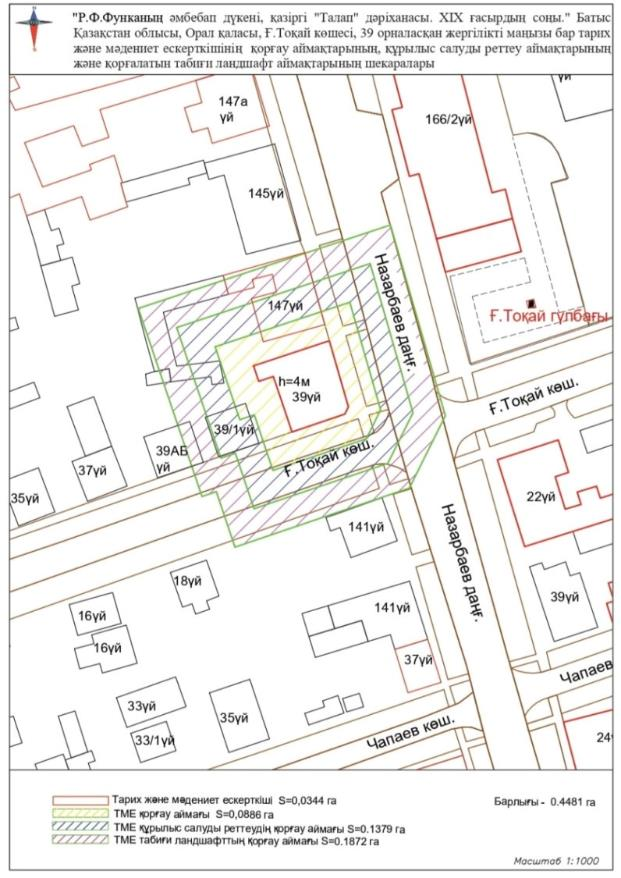 "Р.Ф.Функаның әмбебап дүкені, қазіргі "Талап" дәріханасы. XIX ғасырдың соңы." Батыс
Қазақстан облысы, Орал қаласы, Ғ.Тоқай көшесі, 39 орналасқан жергілікті маңызы бар тарих
және мәдениет ескерткішінің қорғау аймақтарының, құрылыс салуды реттеу аймақтарының
және қорғалатын табиғи ландшафт аймақтарының шекаралары
147а
үй
166/2үй
үй
145үй
Назарбаев даңғ.
147үй
Ғ.Тоқай гүлбағы
h=4м
39үй
Ғ.Тоқай көш.
39/1үй
39АБ
үй
37үй
Ғ.Тоқай көш.
35үй
22үй
141үй
Назарбаев даңғ.
18үй
39үй
16үй
141үй
16үй
37үй
Чапаев
33үй
35үй
33/1үй
Чапаев көш.
24
Тарих және мәдениет ескерткіші S=0,0344 га
Барлығы - 0.4481 га
ТМЕ қорғау аймағы S=0,0886 га
ТМЕ құрылыс салуды реттеудің қорғау аймағы S=0.1379 га
ТМЕ табиғи ландшафттың қорғау аймағы S=0.1872 га
Масштаб 1:1000